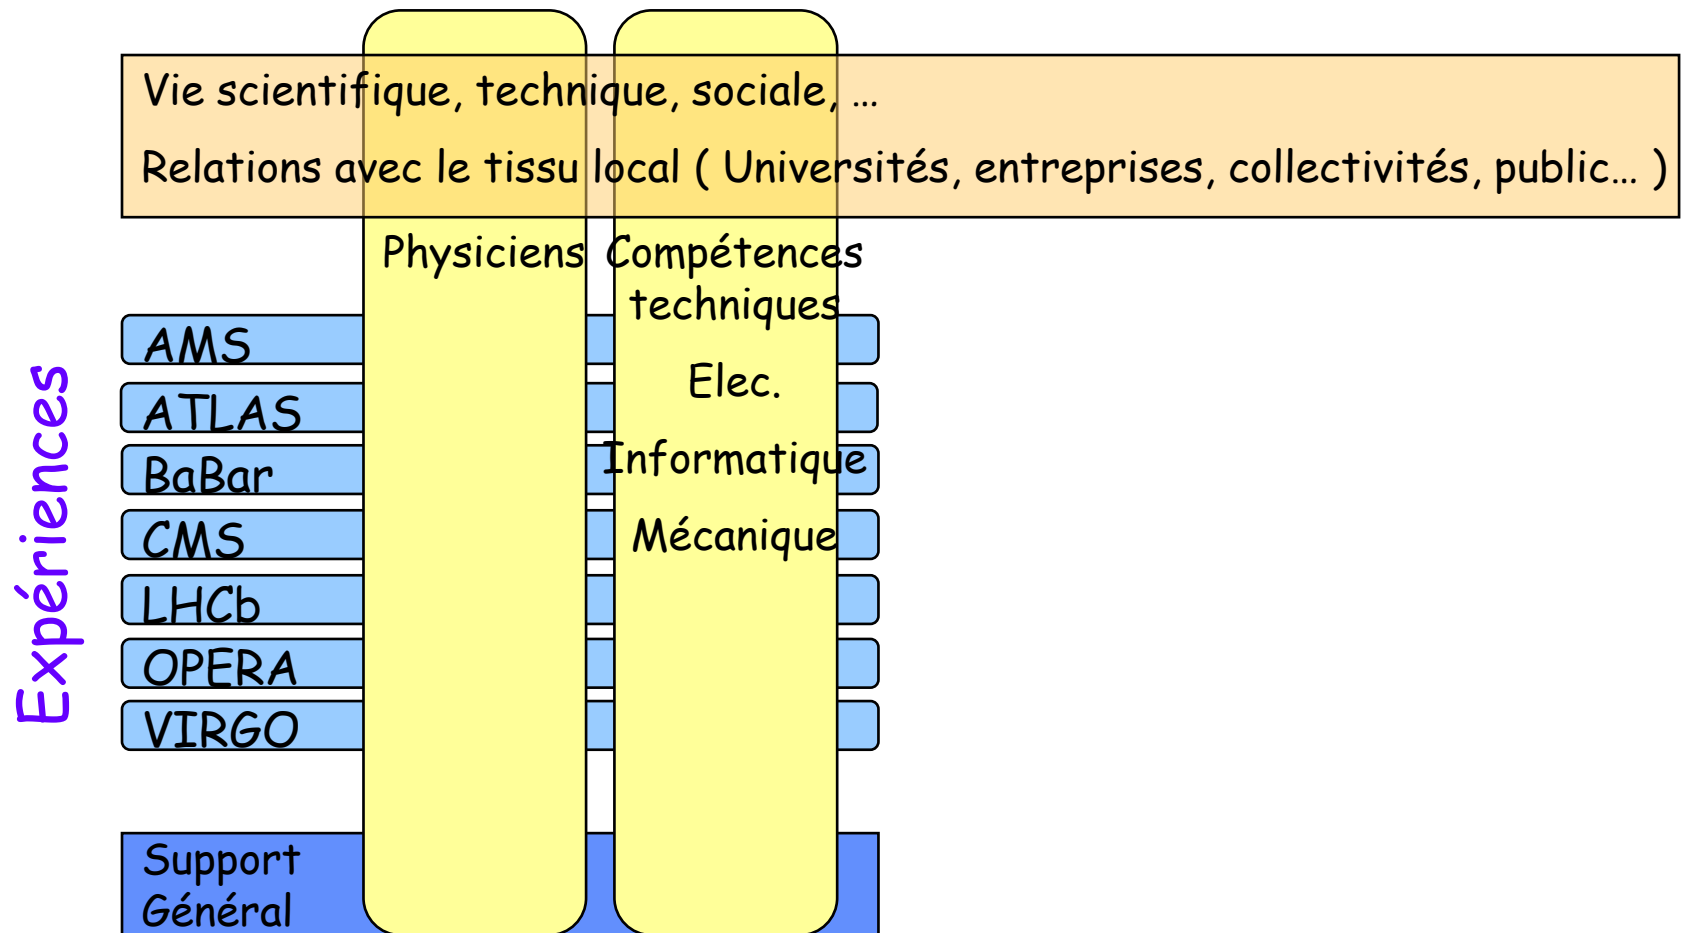 Vie scientifique, technique, sociale, ...
Relations avec le tissu local ( Universités, entreprises, collectivités, public... )
Physiciens
Compétences
techniques
Elec.
Informatique
Mécanique
Expériences
AMS
ATLAS
BaBar
CMS
LHCb
OPERA
VIRGO
Support
Général